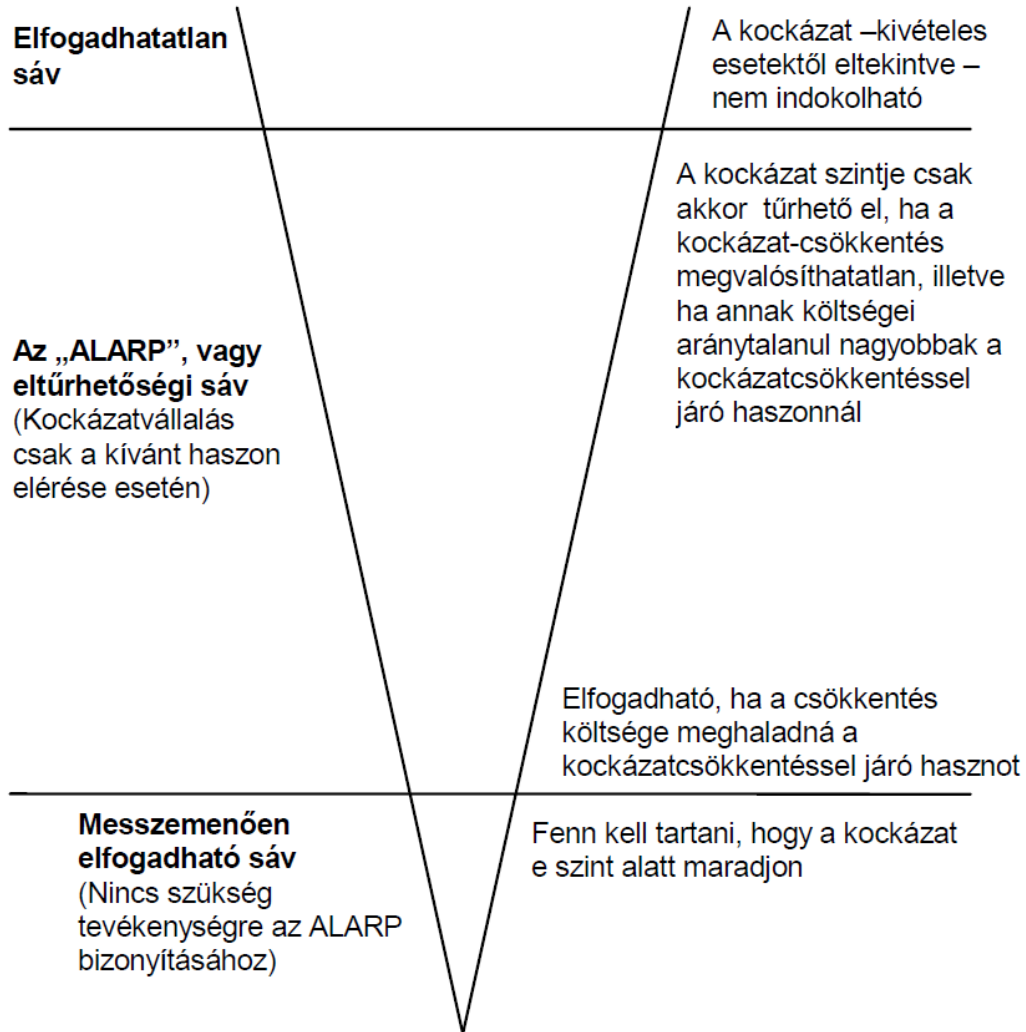 Elfogadhatatlan
sáv
A kockázat –kivételes
esetektől eltekintve –
nem indokolható
A kockázat szintje csak
akkor tűrhető el, ha a
kockázat-csökkentés
megvalósíthatatlan, illetve
ha annak költségei
aránytalanul nagyobbak a
kockázatcsökkentéssel
járó haszonnál
Az „ALARP”, vagy
eltűrhetőségi sáv
(Kockázatvállalás
csak a kívánt haszon
elérése esetén)
Elfogadható, ha a csökkentés
költsége meghaladná a
kockázatcsökkentéssel járó hasznot
Messzemenően
elfogadható sáv
(Nincs szükség
tevékenységre az ALARP
bizonyításához)
Fenn kell tartani, hogy a kockázat
e szint alatt maradjon